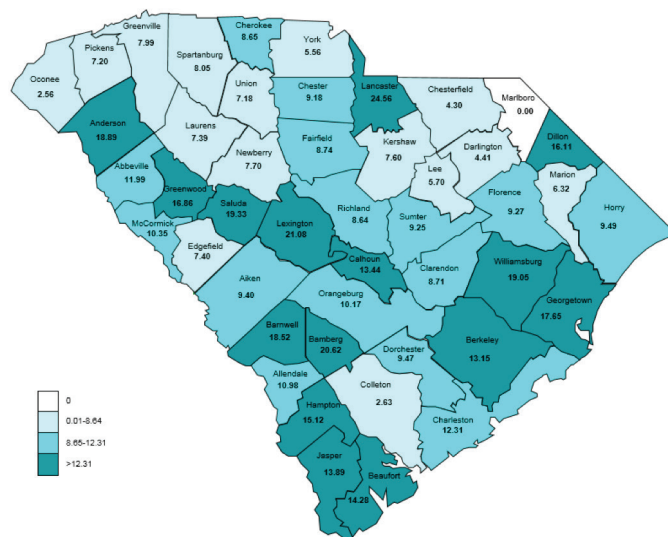 Greenville
7.99
Cherokee
8.65
York
5.56
Pickens
7.20
Spartanburg
8.05
Oconee
2.56
Union
7.18
Chester
9.18
Lancaster
24.56
Chesterfield
4.30
Marlboro
0.00
Anderson
18.89
Laurens
7.39
Fairfield
8.74
Kershaw
7.60
Darlington
4.41
Dillon
16.11
Abbeville
11.99
Newberry
7.70
Lee
5.70
Marion
6.32
Greenwood
16.86
Saluda
19.33
Lexington
21.08
Richland
8.64
Sumter
9.25
Florence
9.27
Horry
9.49
McCormick
10.35
Edgefield
7.40
Calhoun
13.44
Clarendon
8.71
Williamsburg
19.05
Aiken
9.40
Orangeburg
10.17
Georgetown
17.65
Barnwell
18.52
Bamberg
20.62
Dorchester
9.47
Berkeley
13.15
Allendale
10.98
Colleton
2.63
Hampton
15.12
Charleston
12.31
Jasper
13.89
Beaufort
14.28
0
0.01-8.64
8.65-12.31
>12.31